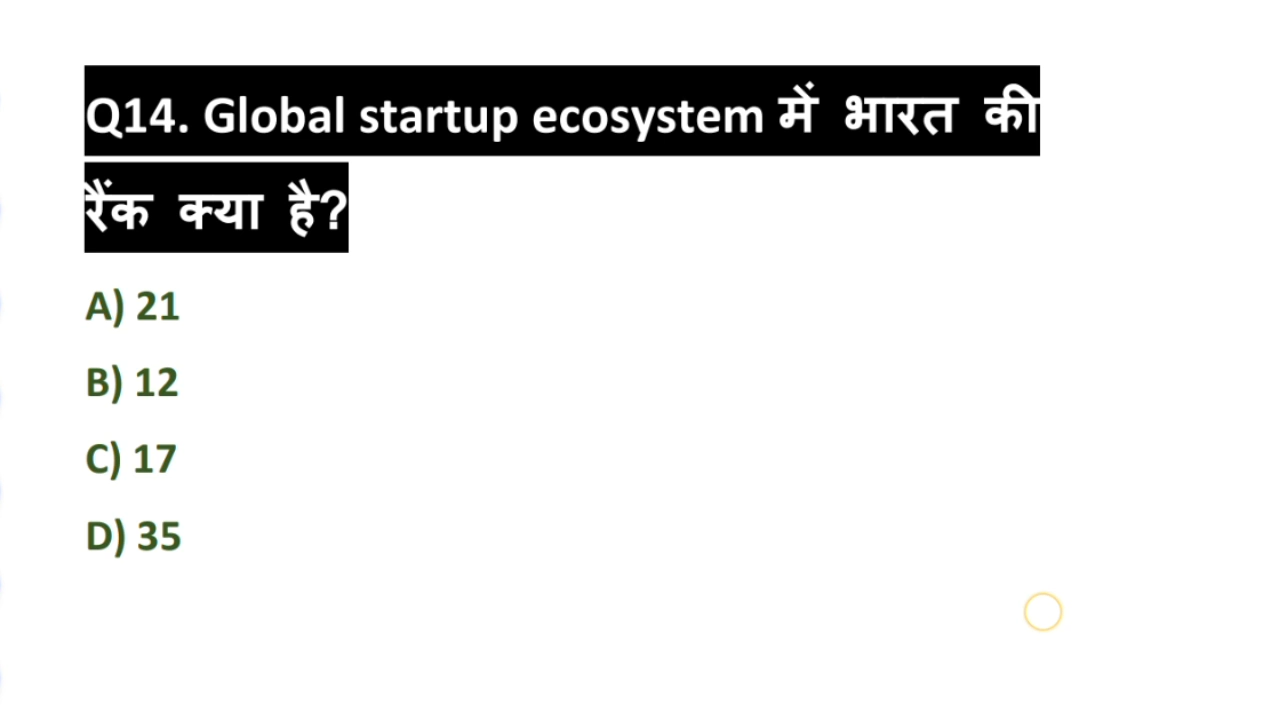 Q14. Global startup ecosystem में भारत की
रैंक क्या है?
A) 21
B) 12
C) 17
D) 35